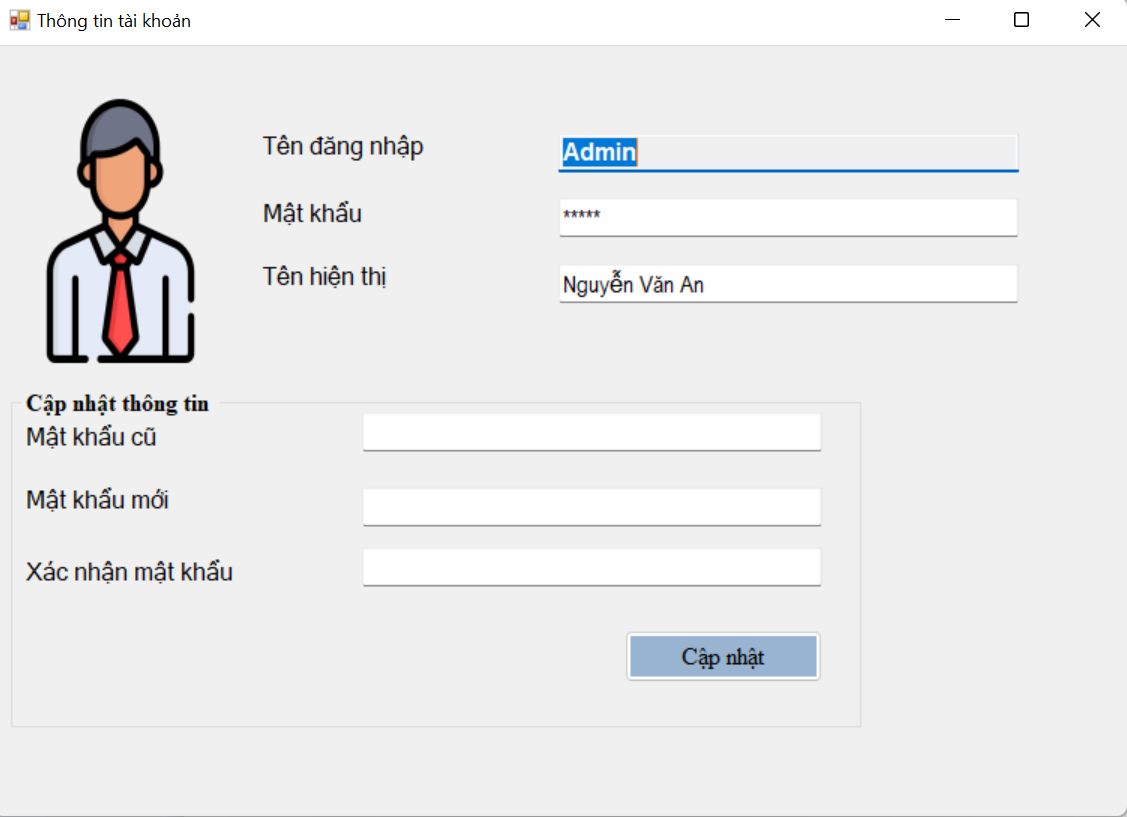 Thông tin tài khoản
Tên đăng nhập
Admin
Mật khẩu
*****
Tên hiện thị
Nguyễn Văn An
Cập nhật thông tin
Mật khẩu cũ
Mật khẩu mới
Xác nhận mật khẩu
Cập nhật